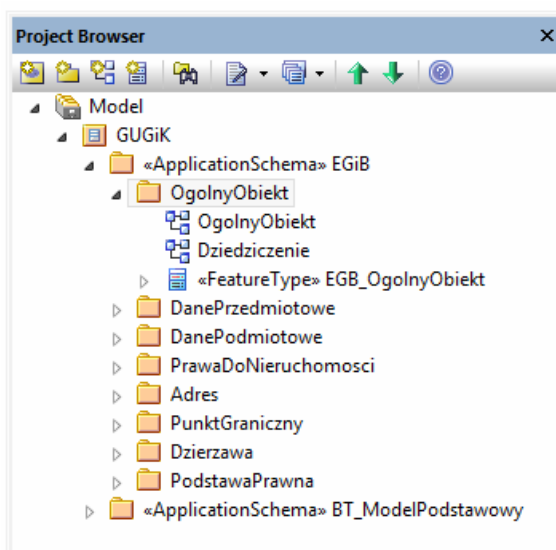 Project Browser
Model
GUGiK
«ApplicationSchema» EGiB
OgolnyObiekt
OgolnyObiekt
Dziedziczenie
«FeatureType» EGB_OgolnyObiekt
DanePrzedmiotowe
DanePodmiotowe
PrawaDoNieruchomosci
Adres
PunktGraniczny
Dzierzawa
PodstawaPrawna
«ApplicationSchema» BT_ModelPodstawowy